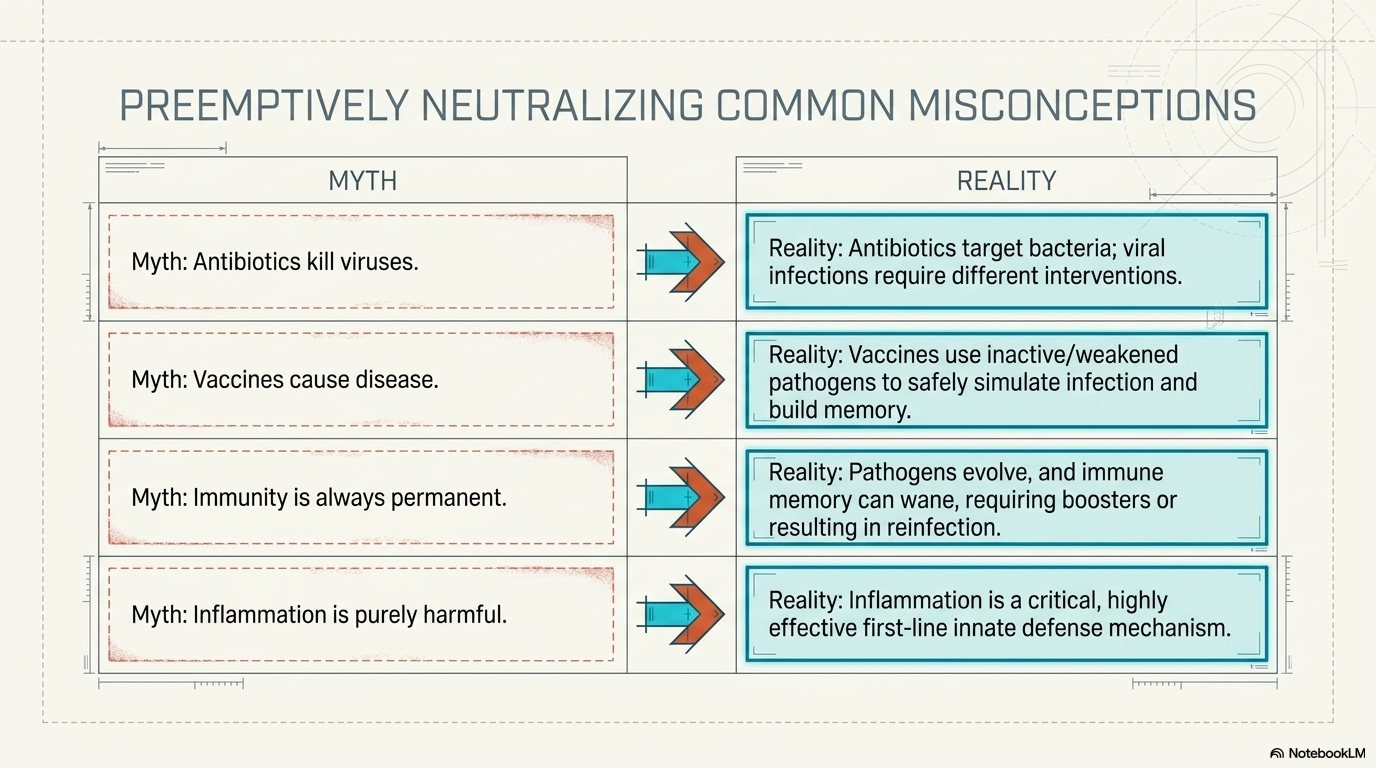 PREEMPTIVELY NEUTRALIZING COMMON MISCONCEPTIONS
MYTH
REALITY
Myth: Antibiotics kill viruses.
Reality: Antibiotics target bacteria; viral
infections require different interventions.
Myth: Vaccines cause disease.
Reality: Vaccines use inactive/weakened
pathogens to safely simulate infection and
build memory.
Myth: Immunity is always permanent.
Reality: Pathogens evolve, and immune
memory can wane, requiring boosters or
resulting in reinfection.
Myth: Inflammation is purely harmful.
Reality: Inflammation is a critical, highly
effective first-line innate defense mechanism.
NotebookLM